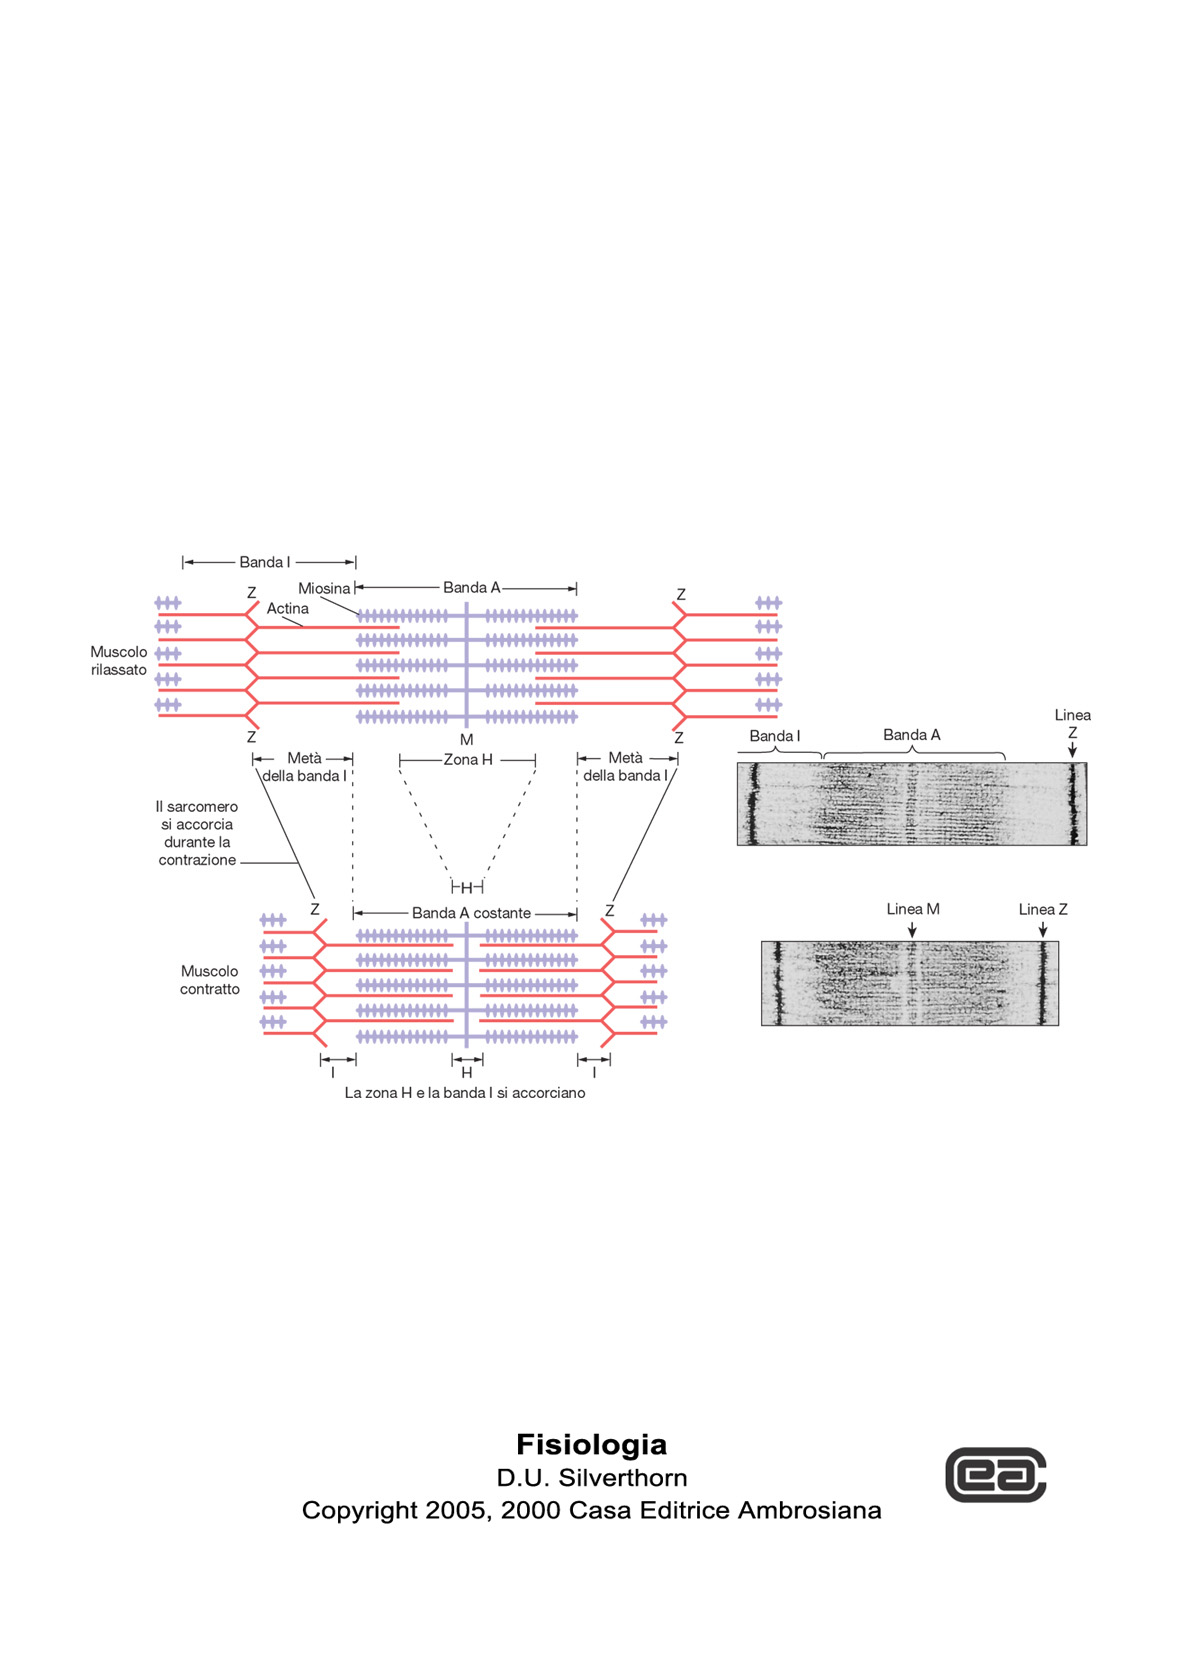 Banda I
Z
Miosina
Banda A
Z
Actina
Muscolo
rilassato
Z
M
Z
Metà
della banda I
Zona H
Metà
della banda I
Il sarcomero
si accorcia
durante la
contrazione
H
Z
Banda A costante
Z
Muscolo
contratto
I
H
I
La zona H e la banda I si accorciano
Banda I
Banda A
Linea
Z
Linea M
Linea Z
Fisiologia
D.U. Silverthorn
Copyright 2005, 2000 Casa Editrice Ambrosiana
ea